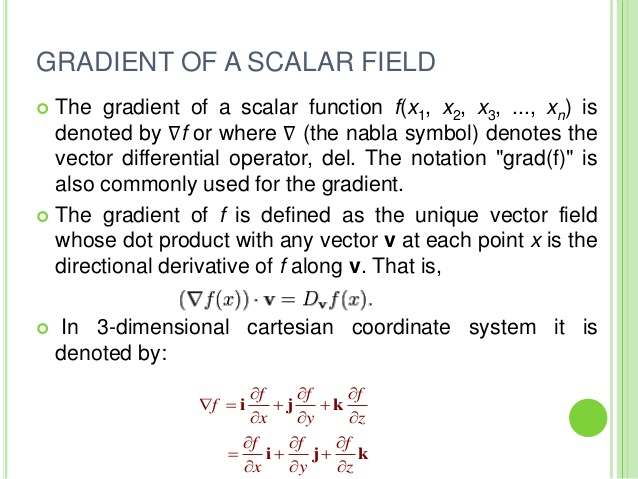 GRADIENT OF A SCALAR FIELD
The gradient of a scalar function f(x₁, x₂, x₃, ..., xₙ) is
denoted by ∇f or where ∇ (the nabla symbol) denotes the
vector differential operator, del. The notation "grad(f)" is
also commonly used for the gradient.
The gradient of f is defined as the unique vector field
whose dot product with any vector v at each point x is the
directional derivative of f along v. That is,
(∇f(x)) · v = Dᵥf(x).
In 3-dimensional cartesian coordinate system it is
denoted by:
∇f = i ∂f/∂x + j ∂f/∂y + k ∂f/∂z
= ∂f/∂x i + ∂f/∂y j + ∂f/∂z k